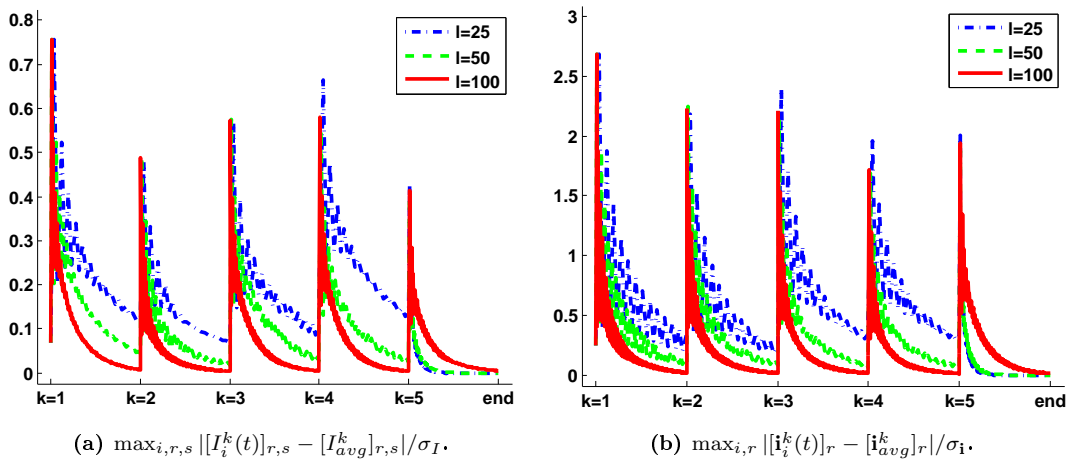 0.8
0.7
0.6
0.5
0.4
0.3
0.2
0.1
0
k=1 k=2 k=3 k=4 k=5 end
l=25
l=50
l=100
(a) max_{i,r,s} |[I_i^k(t)]_{r,s} − [I_{avg}^k]_{r,s}|/σ_I.
3
2.5
2
1.5
1
0.5
0
k=1 k=2 k=3 k=4 k=5 end
l=25
l=50
l=100
(b) max_{i,r} |[i_i^k(t)]_r − [i_{avg}^k]_r|/σ_i.